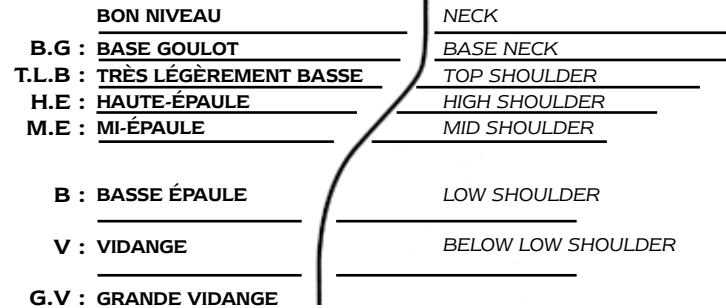 BON NIVEAU NECK
B.G : BASE GOULOT BASE NECK
T.L.B : TRÈS LÉGÈREMENT BASSE TOP SHOULDER
H.E : HAUTE-ÉPAULE HIGH SHOULDER
M.E : MI-ÉPAULE MID SHOULDER
B : BASSE ÉPAULE LOW SHOULDER
V : VIDANGE BELOW LOW SHOULDER
G.V : GRANDE VIDANGE